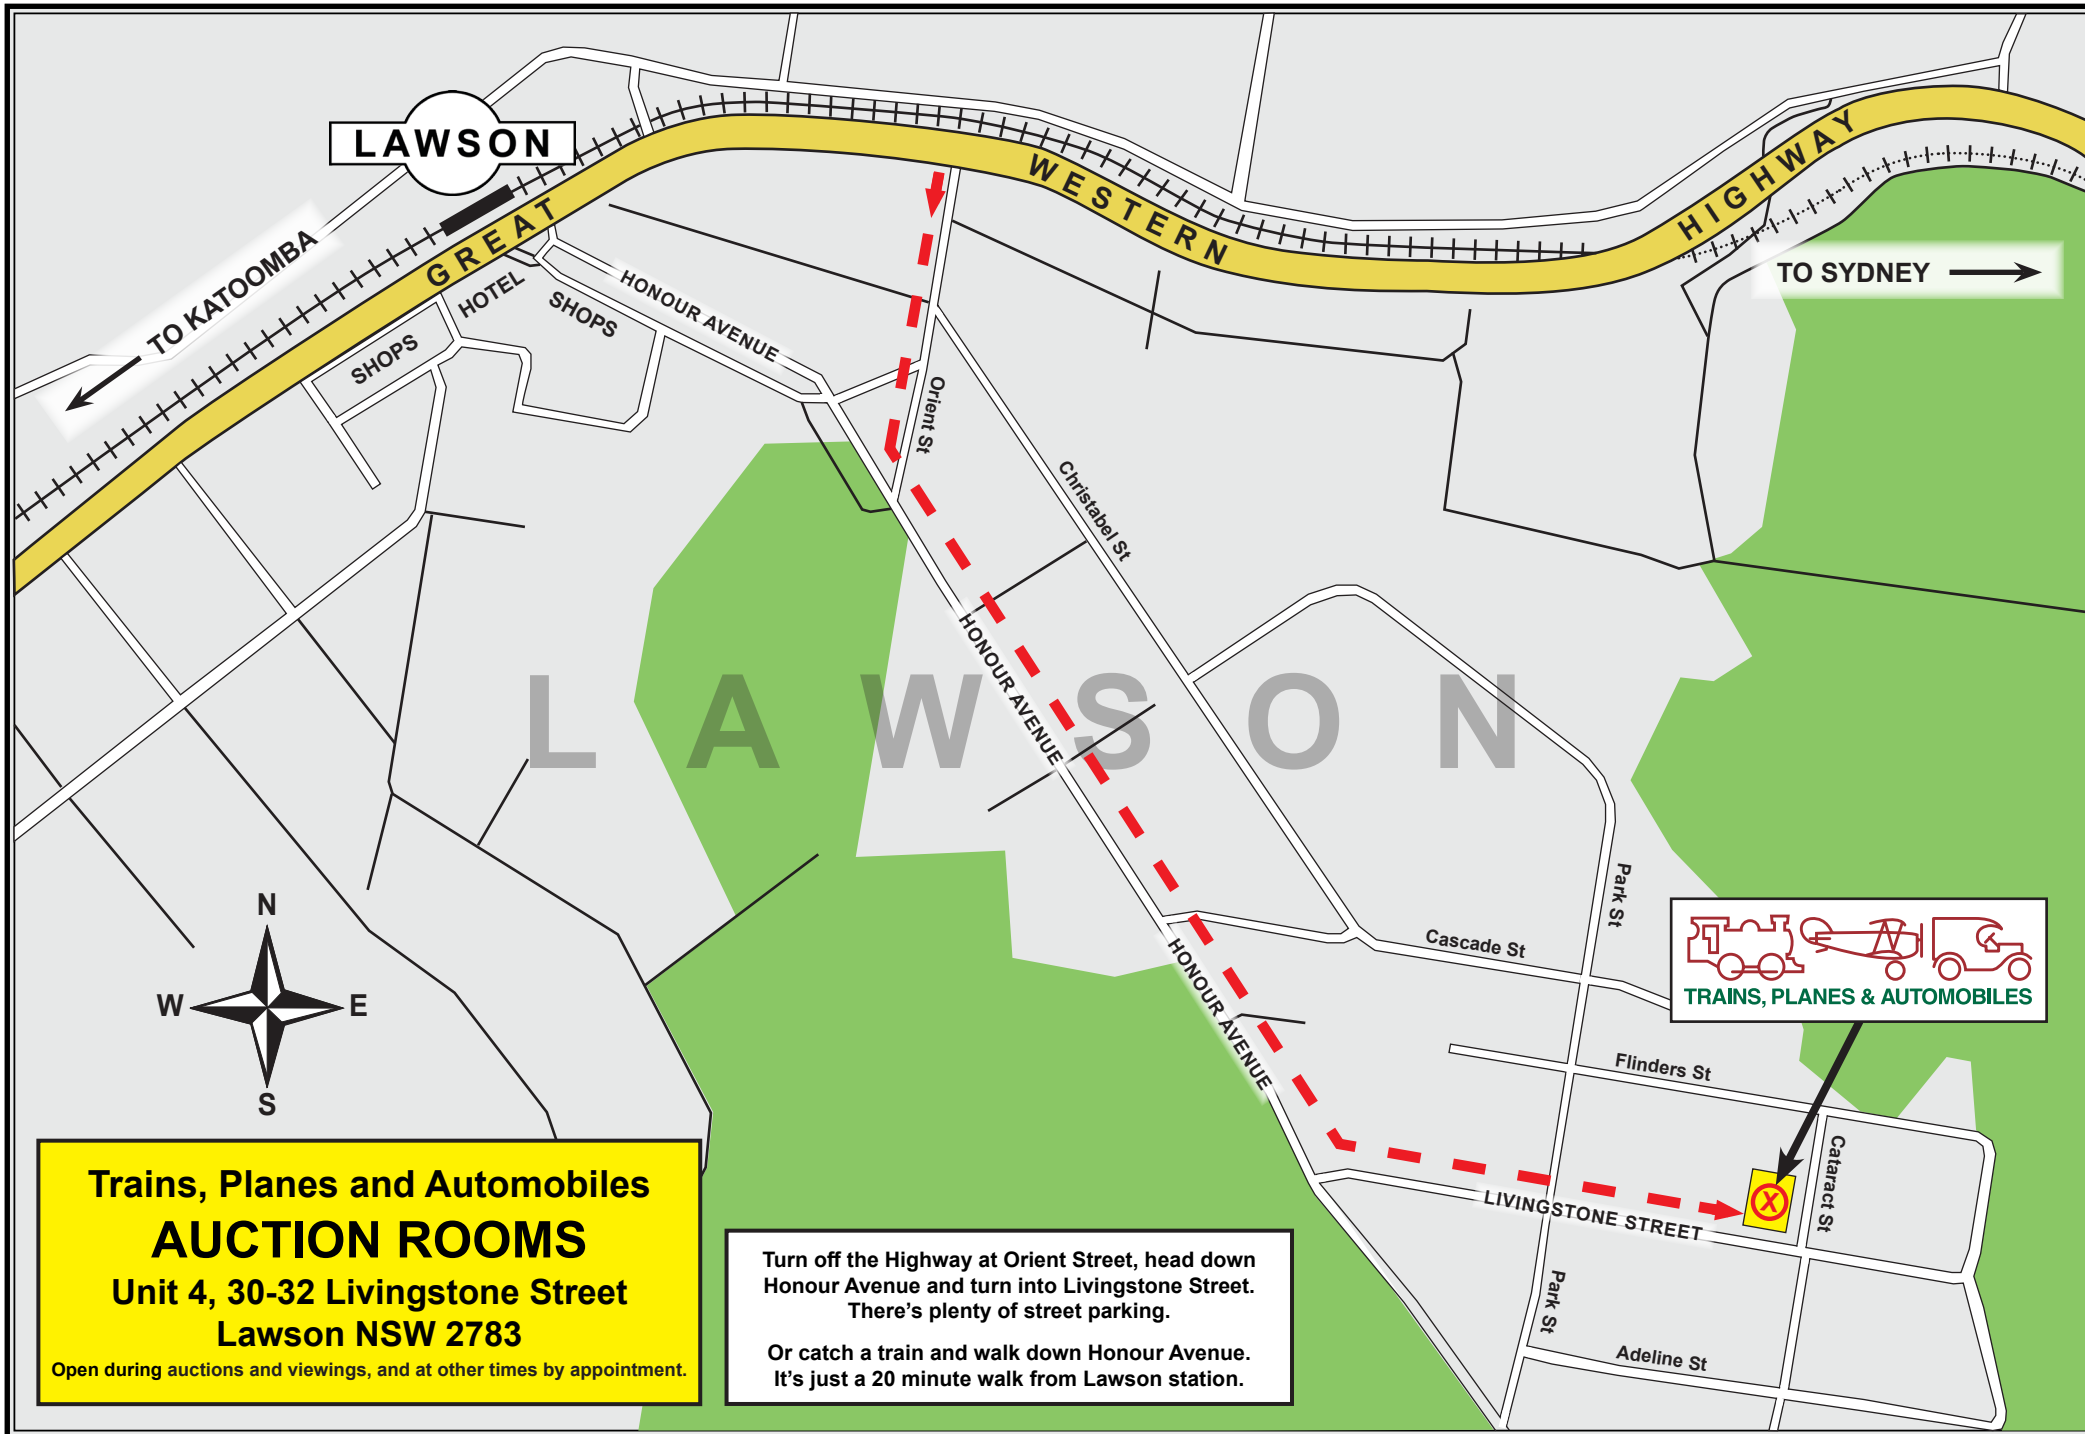 LAWSON
GREAT WESTERN HIGHWAY
TO KATOOMBA
TO SYDNEY
HOTEL
SHOPS
SHOPS
HONOUR AVENUE
Orient St
Christabel St
HONOUR AVENUE
LAWSON
Park St
Cascade St
HONOUR AVENUE
TRAINS, PLANES & AUTOMOBILES
Flinders St
Cataract St
X
LIVINGSTONE STREET
Park St
Adeline St
N
W
E
S
Trains, Planes and Automobiles
AUCTION ROOMS
Unit 4, 30-32 Livingstone Street
Lawson NSW 2783
Open during auctions and viewings, and at other times by appointment.
Turn off the Highway at Orient Street, head down
Honour Avenue and turn into Livingstone Street.
There's plenty of street parking.
Or catch a train and walk down Honour Avenue.
It's just a 20 minute walk from Lawson station.